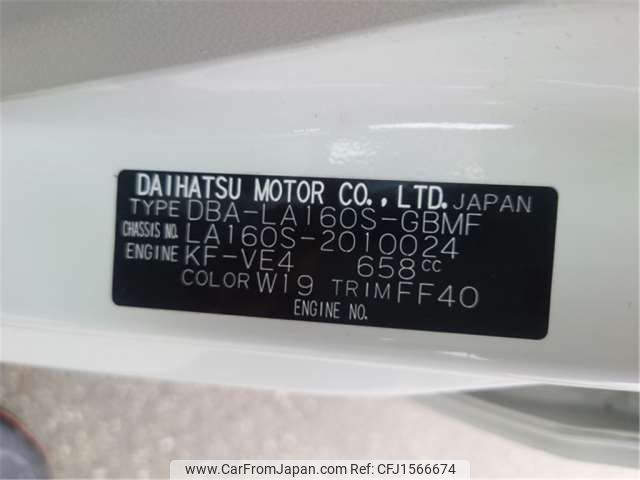 DAIHATSU MOTOR CO., LTD. JAPAN
TYPE DBA-LA160S-GBMF
CHASSIS NO. LA160S-2010024
ENGINE KF-VE4 658cc
COLOR W19 TRIM FF40
ENGINE NO.
www.CarFromJapan.com - CFJ1566674